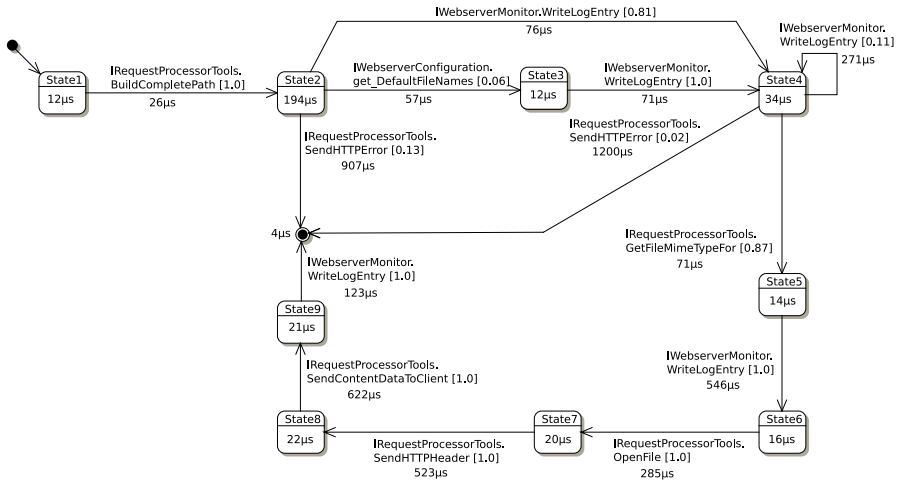 IWebserverMonitor.WriteLogEntry [0.81]
76µs
IWebserverMonitor.
WriteLogEntry [0.11]
271µs
State1
12µs
IRequestProcessorTools.
BuildCompletePath [1.0]
26µs
State2
194µs
IWebserverConfiguration.
get_DefaultFileNames [0.06]
57µs
State3
12µs
IWebserverMonitor.
WriteLogEntry [1.0]
71µs
State4
34µs
IRequestProcessorTools.
SendHTTPError [0.13]
907µs
IRequestProcessorTools.
SendHTTPError [0.02]
1200µs
4µs
IRequestProcessorTools.
GetFileMimeTypeFor [0.87]
71µs
IWebserverMonitor.
WriteLogEntry [1.0]
123µs
State5
14µs
State9
21µs
IWebserverMonitor.
WriteLogEntry [1.0]
546µs
IRequestProcessorTools.
SendContentDataToClient [1.0]
622µs
State8
22µs
IRequestProcessorTools.
SendHTTPHeader [1.0]
523µs
State7
20µs
IRequestProcessorTools.
OpenFile [1.0]
285µs
State6
16µs